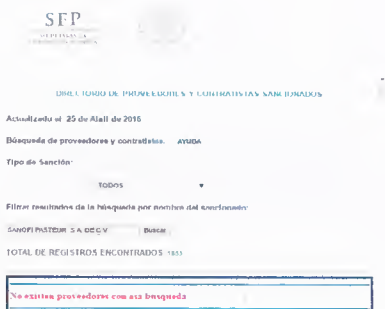 SFP
DIRECTORIO DE PROVEEDORES Y CONTRATISTAS SANCIONADOS
Actualizado al 25 de Abril de 2016
Búsqueda de proveedores y contratistas. AYUDA
Tipo de Sanción:
TODOS
Filtrar resultados de la búsqueda por nombre del sancionado:
SANOFI PASTEUR S.A. DE C.V. Buscar
TOTAL DE REGISTROS ENCONTRADOS
No existen proveedores con esa búsqueda